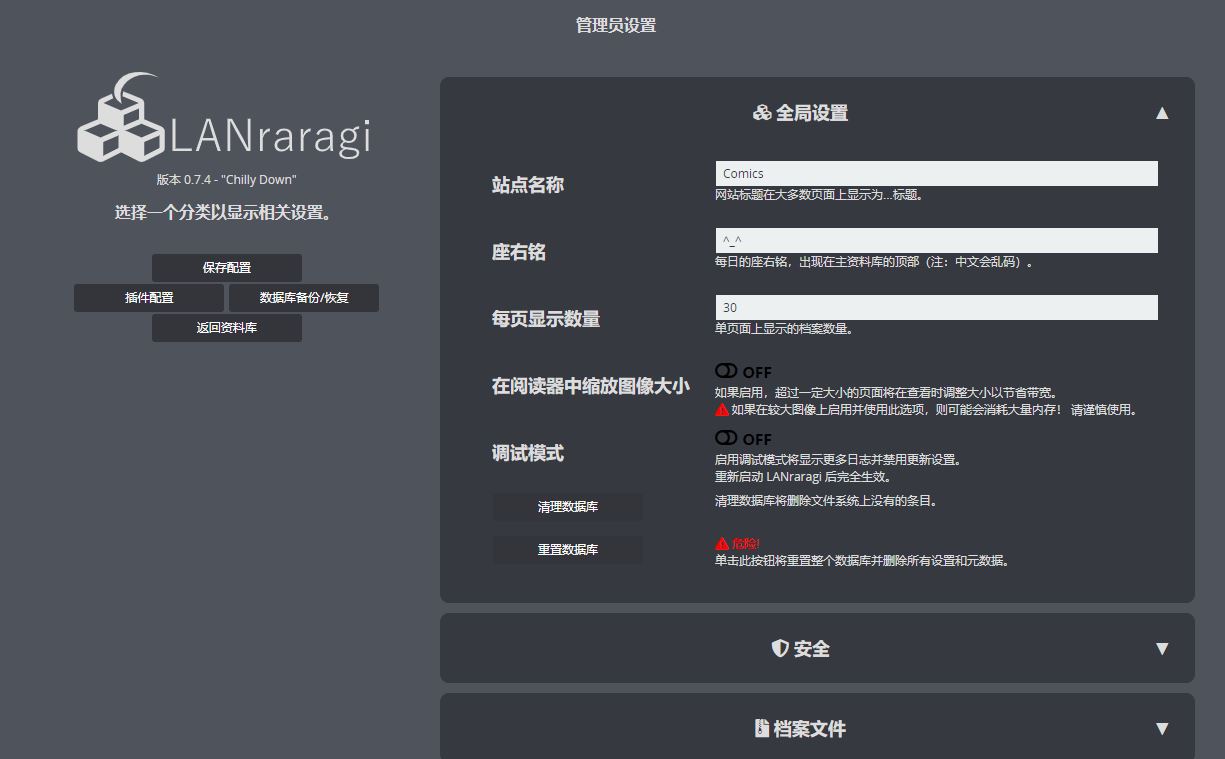 管理员设置
LANraragi
版本 0.7.4 - "Chilly Down"
选择一个分类以显示相关设置。
保存配置
插件配置 数据库备份/恢复
返回资料库
全局设置 ▲
站点名称 Comics
网站标题在大多数页面上显示为...标题。
座右铭 ^_^
每日的座右铭，出现在主资料库的顶部（注：中文会乱码）.
每页显示数量 30
单页面上显示的档案数量。
在阅读器中缩放图像大小 OFF
如果启用，超过一定大小的页面将在查看时调整大小以节省带宽。
如果在较大图像上启用并使用此选项，则可能会消耗大量内存！ 请谨慎使用。
调试模式 OFF
启用调试模式将显示更多日志并禁用更新设置。
重新启动 LANraragi 后完全生效。
清理数据库 清理数据库将删除文件系统上没有的条目。
重置数据库 危险!
单击此按钮将重置整个数据库并删除所有设置和元数据。
安全 ▼
档案文件 ▼